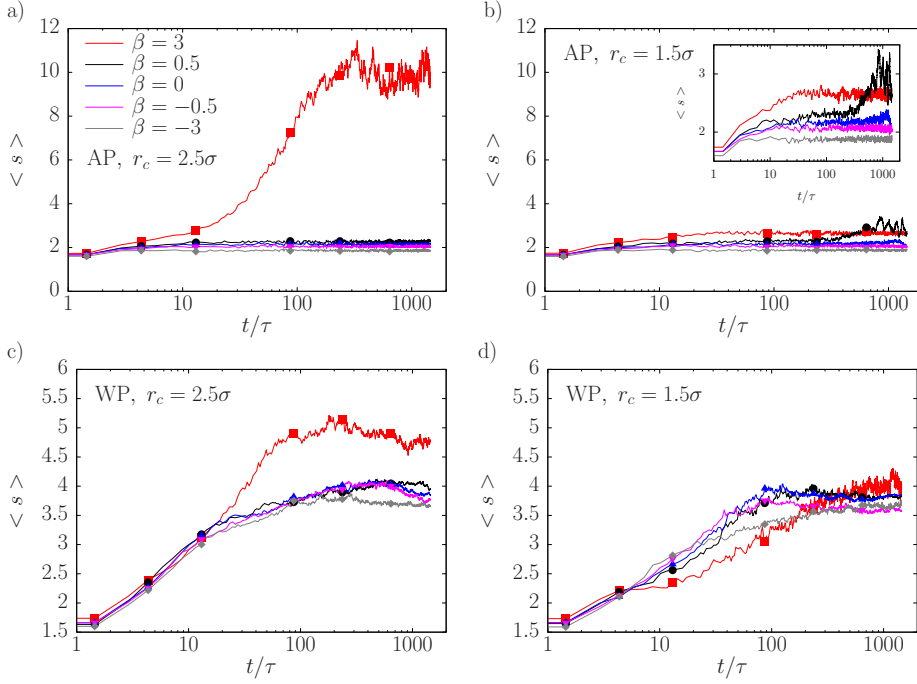 a)
12
10
8
6
4
2
0
< s >
β = 3
β = 0.5
β = 0
β = −0.5
β = −3
AP, r_c = 2.5σ
1 10 100 1000
t/τ
b)
12
10
8
6
4
2
0
< s >
AP, r_c = 1.5σ
3
2
< s >
1 10 100 1000
t/τ
1 10 100 1000
t/τ
c)
6
5.5
5
4.5
4
3.5
3
2.5
2
1.5
< s >
WP, r_c = 2.5σ
1 10 100 1000
t/τ
d)
6
5.5
5
4.5
4
3.5
3
2.5
2
1.5
< s >
WP, r_c = 1.5σ
1 10 100 1000
t/τ